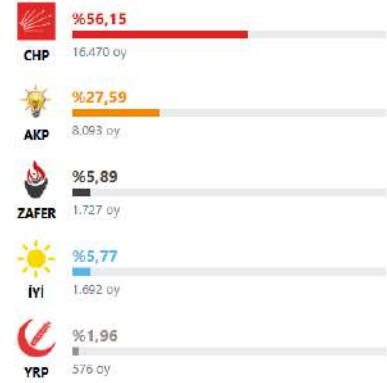 %56,15
CHP
16.470 oy
%27,59
AKP
8.093 oy
%5,89
ZAFER
1.727 oy
%5,77
İYİ
1.692 oy
%1,96
YRP
576 oy